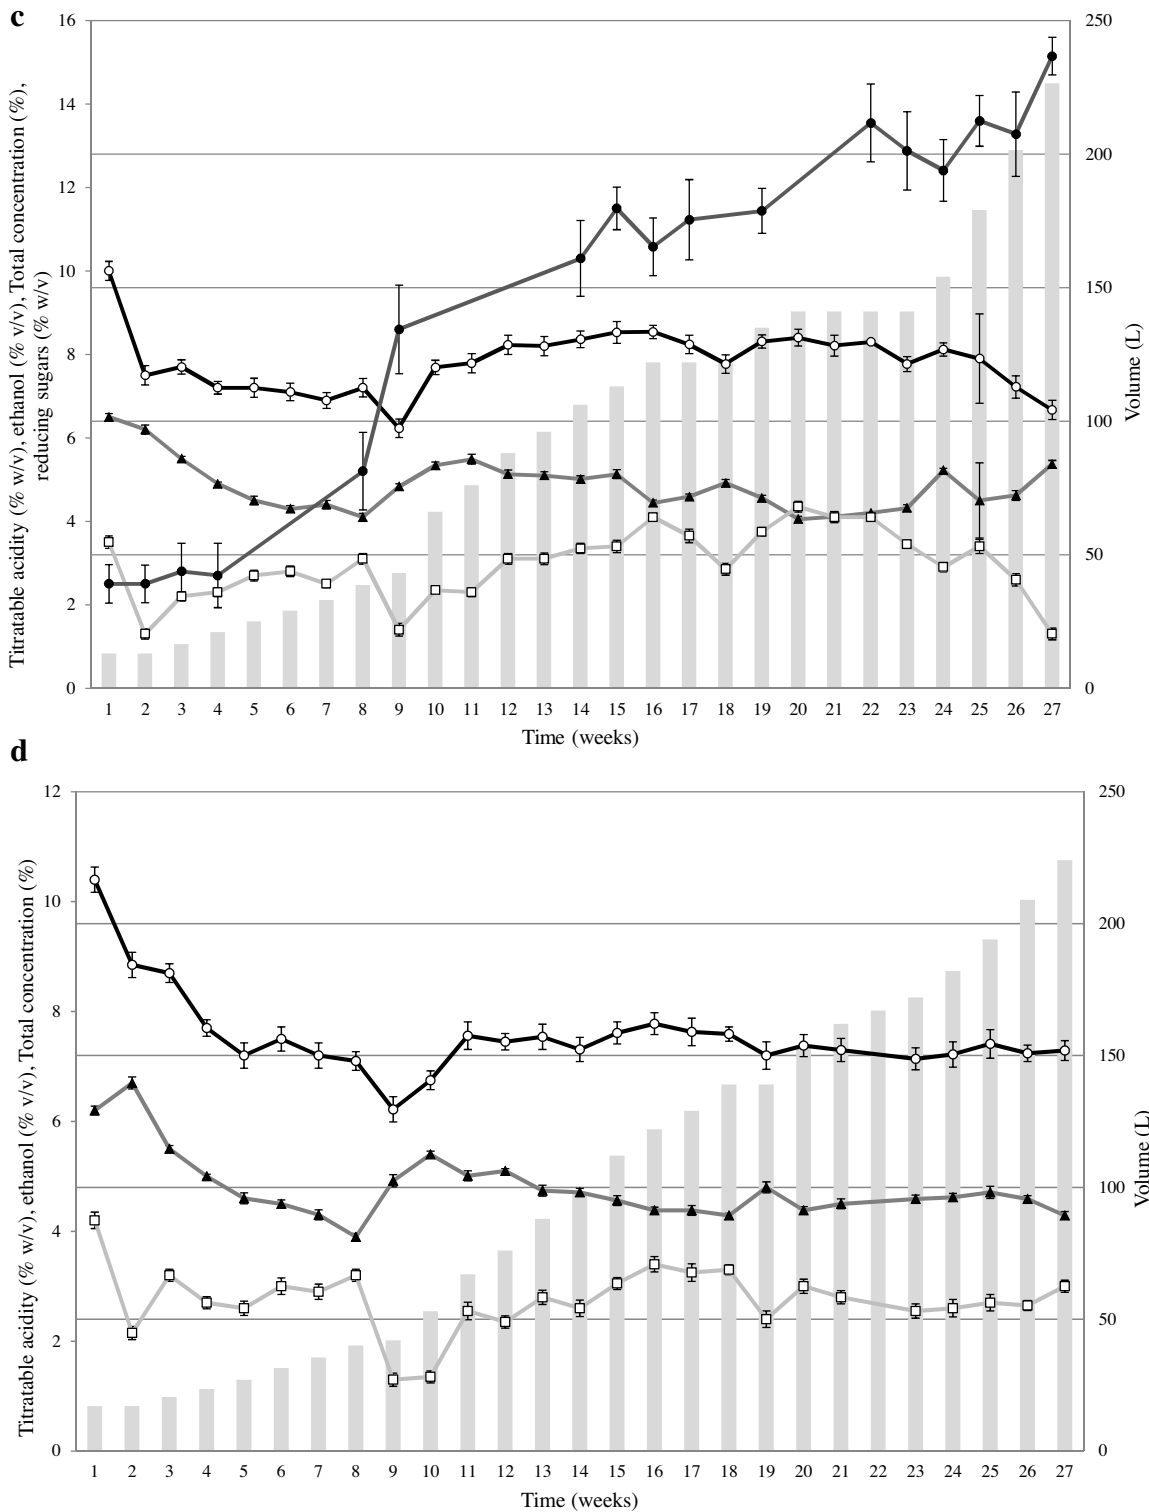 c
Titratable acidity (% w/v), ethanol (% v/v), Total concentration (%),
reducing sugars (% w/v)
16
14
12
10
8
6
4
2
0
250
200
150
100
50
0
Volume (L)
1 2 3 4 5 6 7 8 9 10 11 12 13 14 15 16 17 18 19 20 21 22 23 24 25 26 27
Time (weeks)
d
Titratable acidity (% w/v), ethanol (% v/v), Total concentration (%)
12
10
8
6
4
2
0
250
200
150
100
50
0
Volume (L)
1 2 3 4 5 6 7 8 9 10 11 12 13 14 15 16 17 18 19 20 21 22 23 24 25 26 27
Time (weeks)